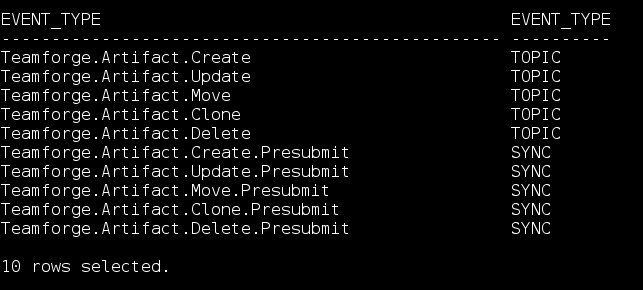 EVENT_TYPE EVENT_TYPE
-------------------------------------------------- ----------
Teamforge.Artifact.Create TOPIC
Teamforge.Artifact.Update TOPIC
Teamforge.Artifact.Move TOPIC
Teamforge.Artifact.Clone TOPIC
Teamforge.Artifact.Delete TOPIC
Teamforge.Artifact.Create.Presubmit SYNC
Teamforge.Artifact.Update.Presubmit SYNC
Teamforge.Artifact.Move.Presubmit SYNC
Teamforge.Artifact.Clone.Presubmit SYNC
Teamforge.Artifact.Delete.Presubmit SYNC
10 rows selected.